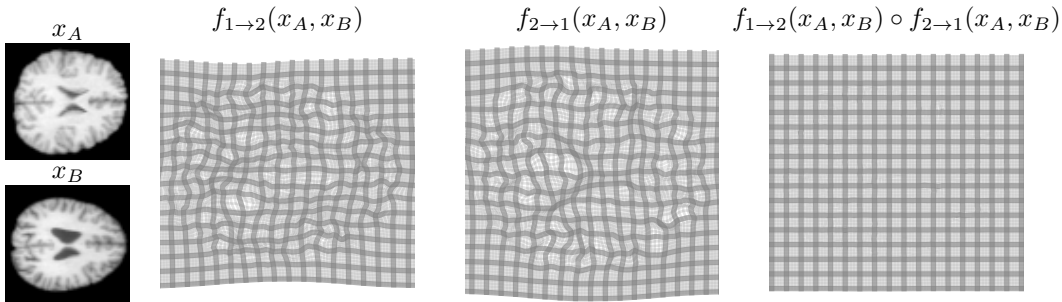 x_A
f_{1→2}(x_A, x_B)
f_{2→1}(x_A, x_B)
f_{1→2}(x_A, x_B) ∘ f_{2→1}(x_A, x_B)
x_B